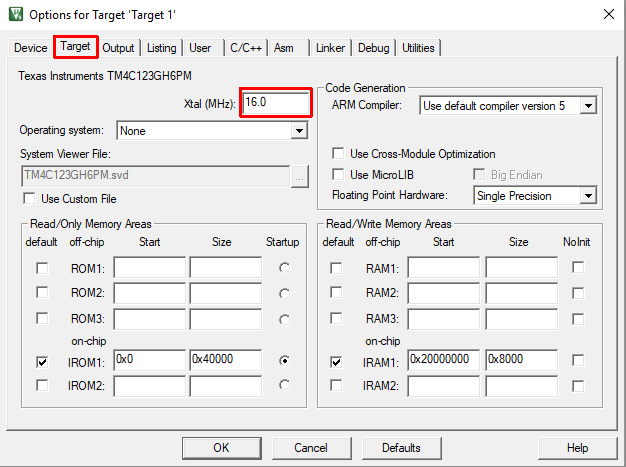 Options for Target 'Target 1'
Device Target Output Listing User C/C++ Asm Linker Debug Utilities
Texas Instruments TM4C123GH6PM
Xtal (MHz): 16.0
Operating system: None
System Viewer File:
TM4C123GH6PM.svd ...
Use Custom File
Code Generation
ARM Compiler: Use default compiler version 5
Use Cross-Module Optimization
Use MicroLIB Big Endian
Floating Point Hardware: Single Precision
Read/Only Memory Areas
default off-chip Start Size Startup
ROM1:
ROM2:
ROM3:
on-chip
IROM1: 0x0 0x40000
IROM2:
Read/Write Memory Areas
default off-chip Start Size NoInit
RAM1:
RAM2:
RAM3:
on-chip
IRAM1: 0x20000000 0x8000
IRAM2:
OK Cancel Defaults Help